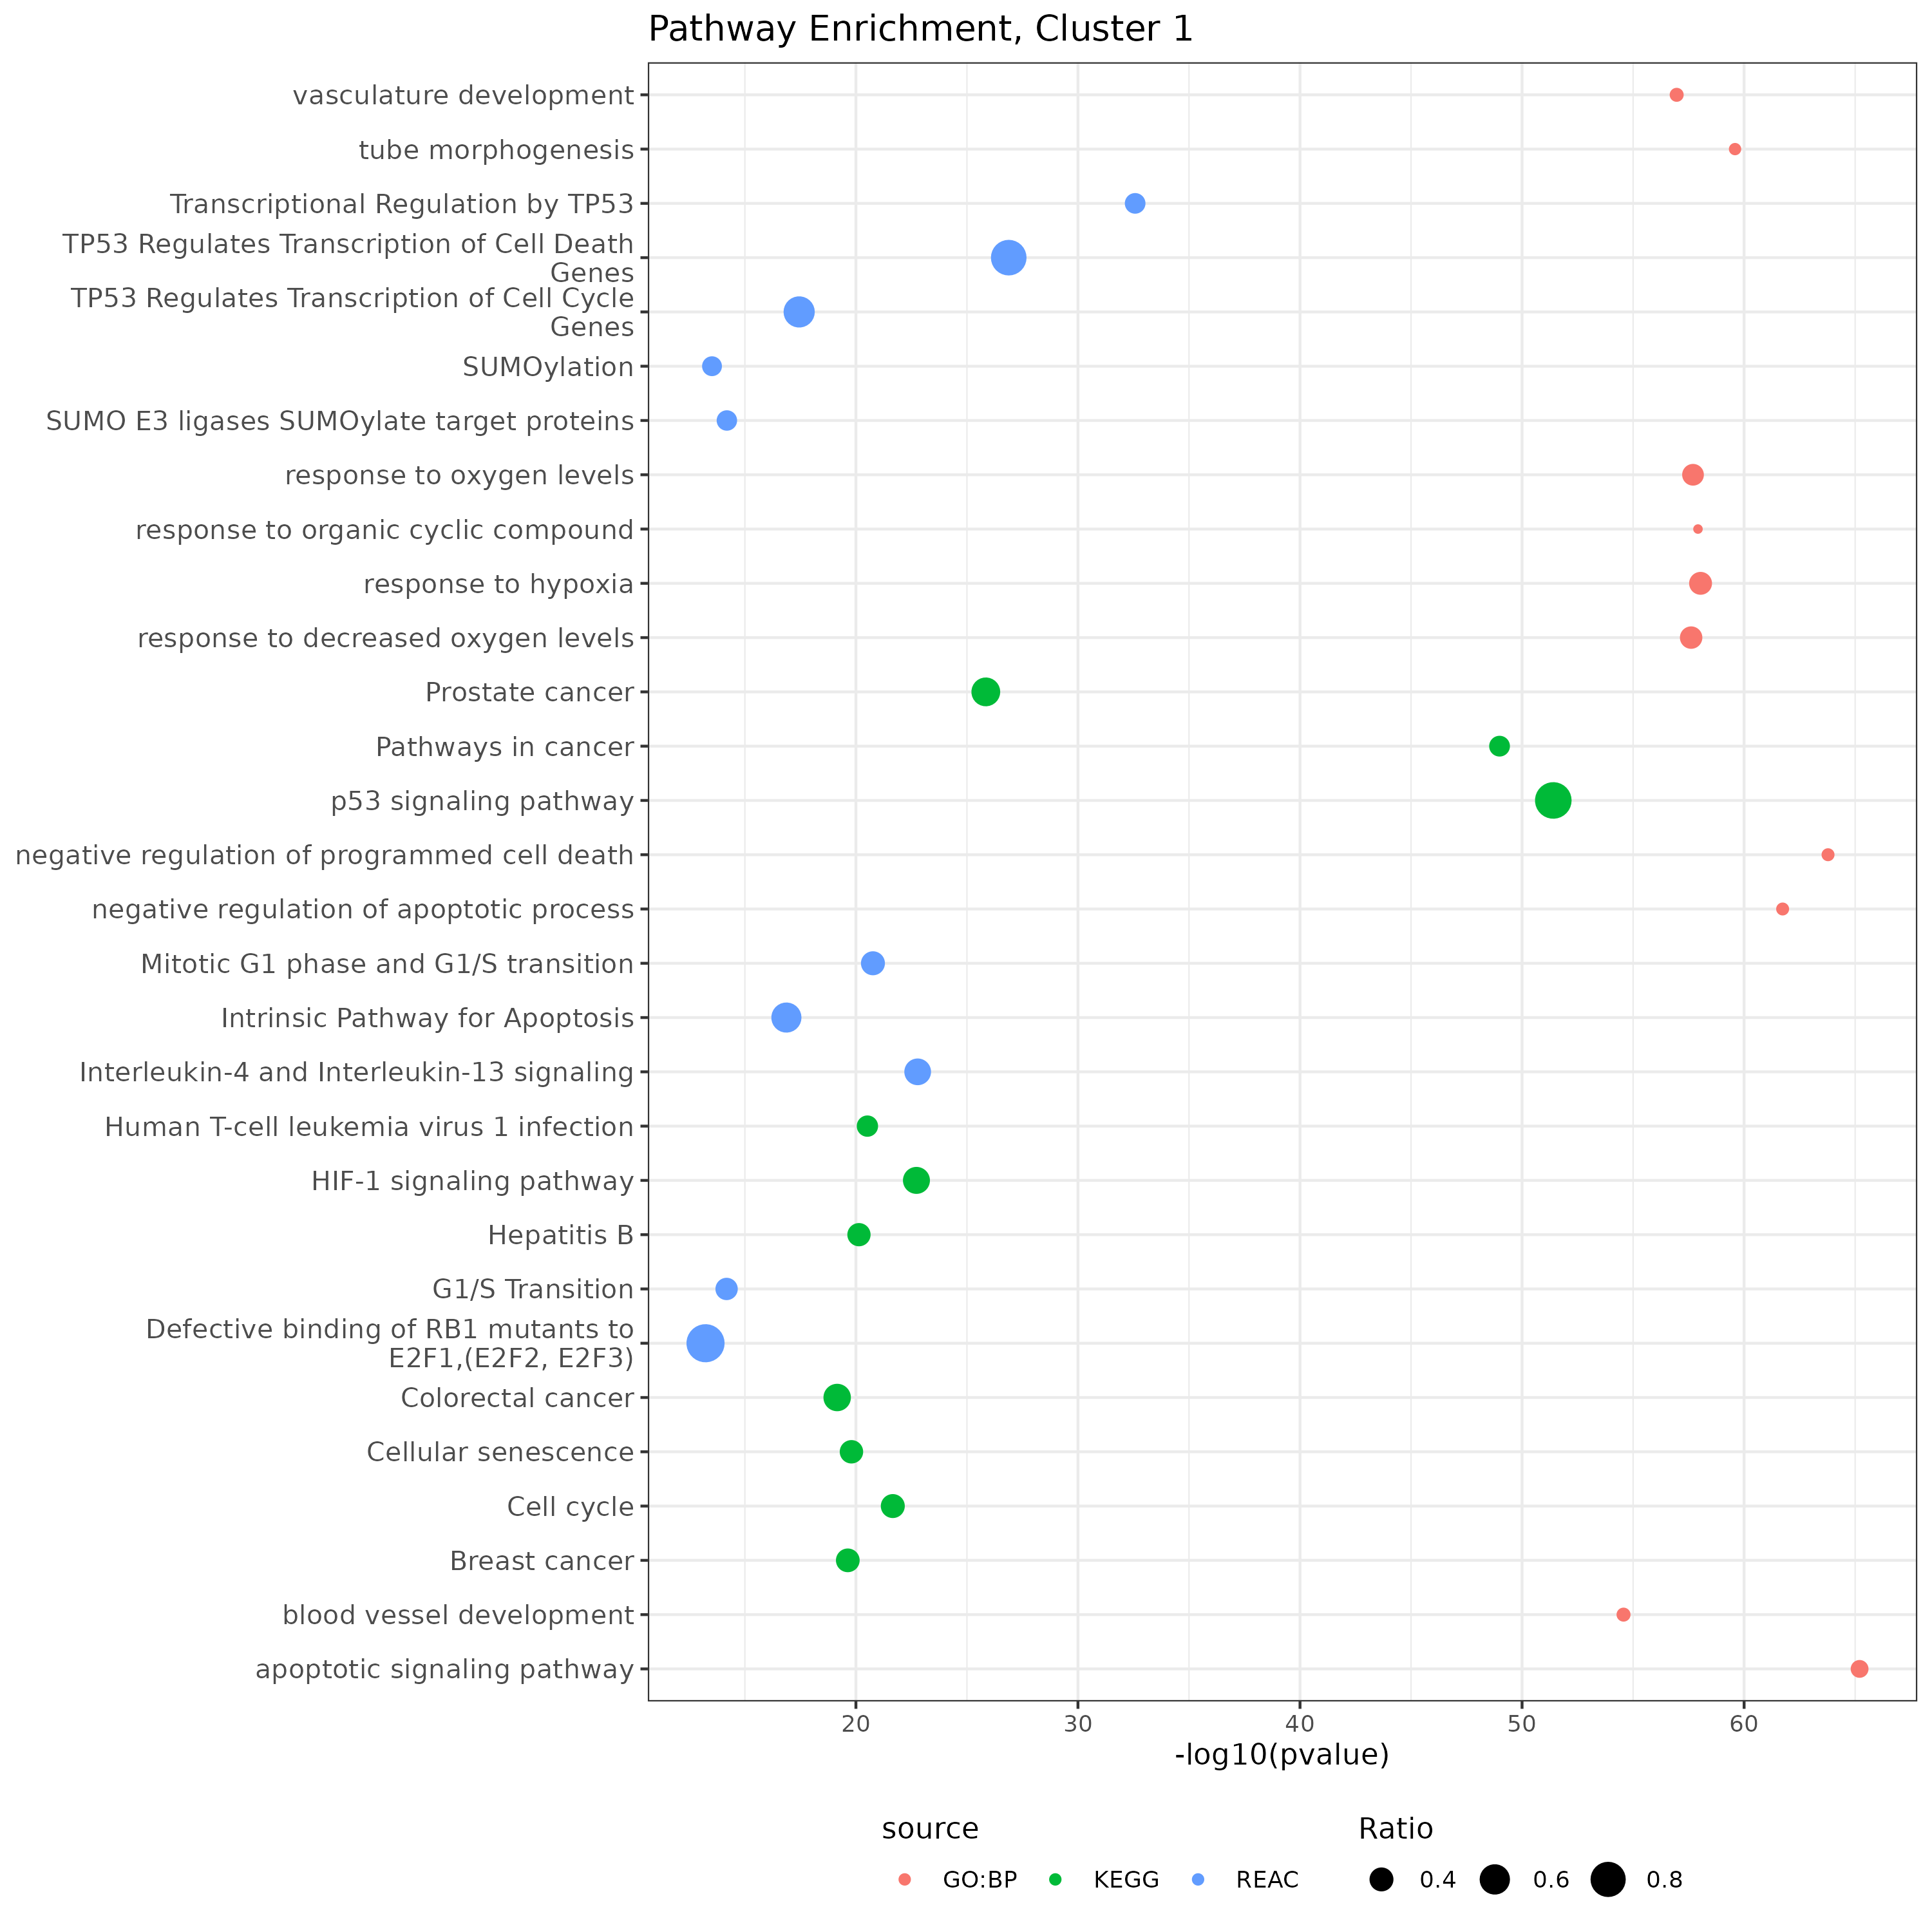 Pathway Enrichment, Cluster 1
vasculature development
tube morphogenesis
Transcriptional Regulation by TP53
TP53 Regulates Transcription of Cell Death
Genes
TP53 Regulates Transcription of Cell Cycle
Genes
SUMOylation
SUMO E3 ligases SUMOylate target proteins
response to oxygen levels
response to organic cyclic compound
response to hypoxia
response to decreased oxygen levels
Prostate cancer
Pathways in cancer
p53 signaling pathway
negative regulation of programmed cell death
negative regulation of apoptotic process
Mitotic G1 phase and G1/S transition
Intrinsic Pathway for Apoptosis
Interleukin-4 and Interleukin-13 signaling
Human T-cell leukemia virus 1 infection
HIF-1 signaling pathway
Hepatitis B
G1/S Transition
Defective binding of RB1 mutants to
E2F1,(E2F2, E2F3)
Colorectal cancer
Cellular senescence
Cell cycle
Breast cancer
blood vessel development
apoptotic signaling pathway
20 30 40 50 60
-log10(pvalue)
source Ratio
GO:BP KEGG REAC 0.4 0.6 0.8